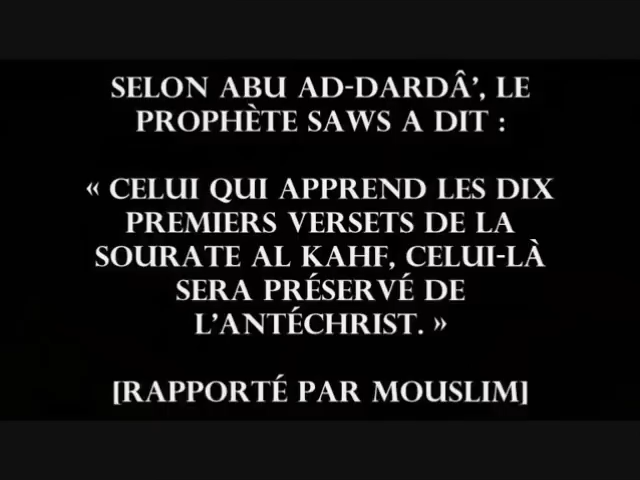 SELON ABU AD-DARDÂ’, LE
PROPHÈTE SAWS A DIT :
« CELUI QUI APPREND LES DIX
PREMIERS VERSETS DE LA
SOURATE AL KAHF, CELUI-LÀ
SERA PRÉSERVÉ DE
L’ANTÉCHRIST. »
[RAPPORTÉ PAR MOUSLIM]